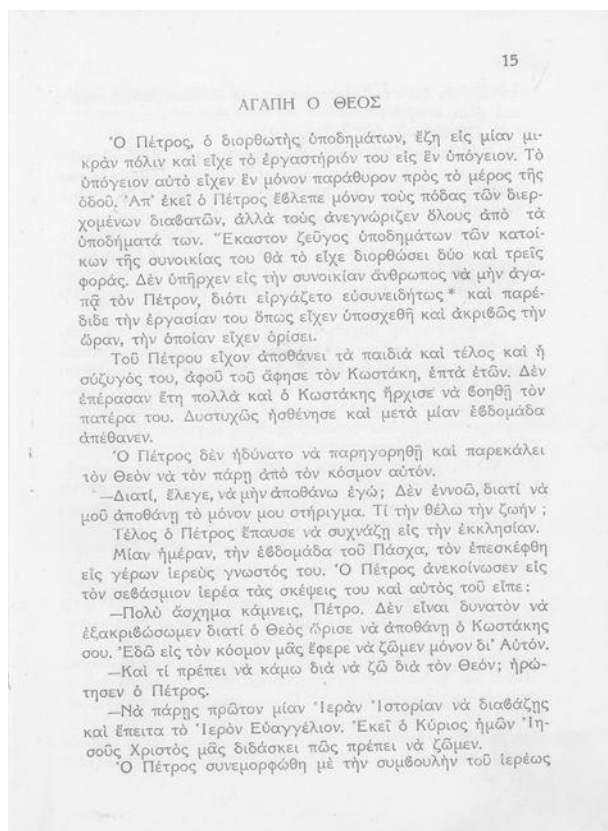 15
ΑΓΑΠΗ Ο ΘΕΟΣ
Ὁ Πέτρος, ὁ διορθωτὴς ὑποδημάτων, ἔζη εἰς μίαν μι-
κρὰν πόλιν καὶ εἶχε τὸ ἐργαστήριόν του εἰς ἓν ὑπόγειον. Τὸ
ὑπόγειον αὐτὸ εἶχεν ἓν μόνον παράθυρον πρὸς τὸ μέρος τῆς
ὁδοῦ. Ἀπ' ἐκεῖ ὁ Πέτρος ἔβλεπε μόνον τοὺς πόδας τῶν διερ-
χομένων διαβατῶν, ἀλλὰ τοὺς ἀνεγνώριζεν ὅλους ἀπὸ τὰ
ὑποδήματά των. Ἕκαστον ζεῦγος ὑποδημάτων τῶν κατοί-
κων τῆς συνοικίας του θὰ τὸ εἶχε διορθώσει δύο καὶ τρεῖς
φοράς. Δὲν ὑπῆρχεν εἰς τὴν συνοικίαν ἄνθρωπος νὰ μὴν ἀγα-
πᾷ τὸν Πέτρον, διότι εἰργάζετο εὐσυνειδήτως* καὶ παρέ-
διδε τὴν ἐργασίαν του ὅπως εἶχεν ὑποσχεθῆ καὶ ἀκριβῶς τὴν
ὥραν, τὴν ὁποίαν εἶχεν ὁρίσει.
Τοῦ Πέτρου εἶχον ἀποθάνει τὰ παιδιὰ καὶ τέλος καὶ ἡ
σύζυγός του, ἀφοῦ τοῦ ἄφησε τὸν Κωστάκη, ἑπτὰ ἐτῶν. Δὲν
ἐπέρασαν ἔτη πολλὰ καὶ ὁ Κωστάκης ἤρχισε νὰ βοηθῇ τὸν
πατέρα του. Δυστυχῶς ἠσθένησε καὶ μετὰ μίαν ἑβδομάδα
ἀπέθανεν.
Ὁ Πέτρος δὲν ἠδύνατο νὰ παρηγορηθῇ καὶ παρεκάλει
τὸν Θεὸν νὰ τὸν πάρῃ ἀπὸ τὸν κόσμον αὐτόν.
—Διατί, ἔλεγε, νὰ μὴν ἀποθάνω ἐγώ; Δὲν ἐννοῶ, διατί νὰ
μοῦ ἀποθάνῃ τὸ μόνον μου στήριγμα. Τί τὴν θέλω τὴν ζωήν ;
Τέλος ὁ Πέτρος ἔπαυσε νὰ συχνάζῃ εἰς τὴν ἐκκλησίαν.
Μίαν ἡμέραν, τὴν ἑβδομάδα τοῦ Πάσχα, τὸν ἐπεσκέφθη
εἷς γέρων ἱερεὺς γνωστός του. Ὁ Πέτρος ἀνεκοίνωσεν εἰς
τὸν σεβάσμιον ἱερέα τὰς σκέψεις του καὶ αὐτὸς τοῦ εἶπε :
—Πολὺ ἄσχημα κάμνεις, Πέτρο. Δὲν εἶναι δυνατὸν νὰ
ἐξακριβώσωμεν διατί ὁ Θεὸς ὥρισε νὰ ἀποθάνῃ ὁ Κωστάκης
σου. Ἐδῶ εἰς τὸν κόσμον μᾶς ἔφερε νὰ ζῶμεν μόνον δι' Αὐτόν.
—Καὶ τί πρέπει νὰ κάμω διὰ νὰ ζῶ διὰ τὸν Θεόν; ἠρώ-
τησεν ὁ Πέτρος.
—Νὰ πάρῃς πρῶτον μίαν Ἱερὰν Ἱστορίαν νὰ διαβάζῃς
καὶ ἔπειτα τὸ Ἱερὸν Εὐαγγέλιον. Ἐκεῖ ὁ Κύριος ἡμῶν Ἰη-
σοῦς Χριστὸς μᾶς διδάσκει πῶς πρέπει νὰ ζῶμεν.
Ὁ Πέτρος συνεμορφώθη μὲ τὴν συμβουλὴν τοῦ ἱερέως